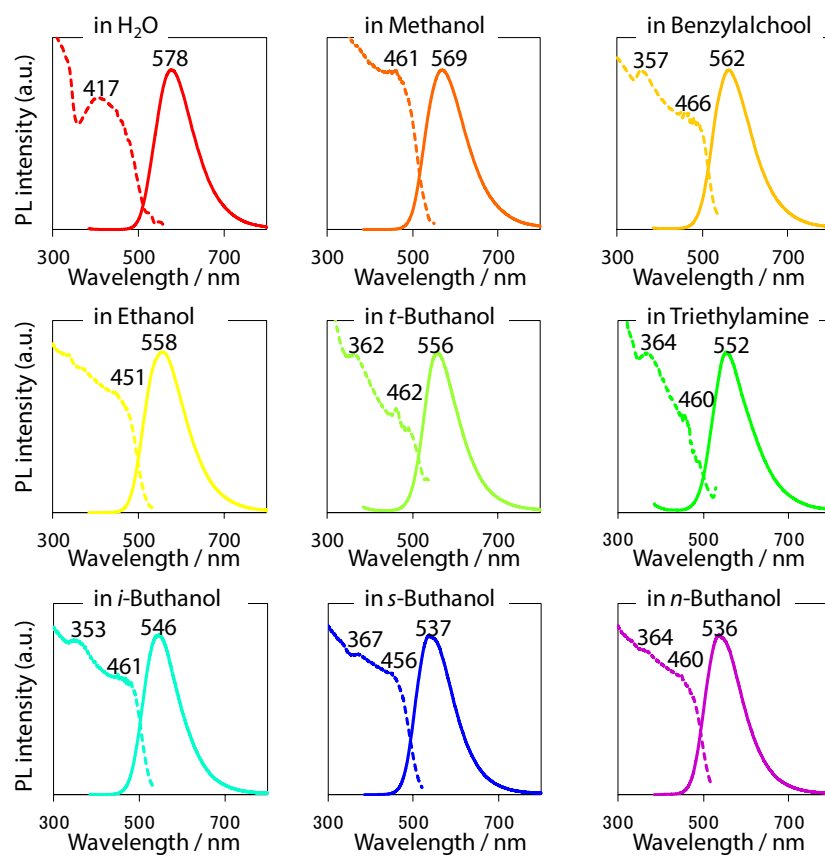 in H₂O
in Methanol
in Benzylalchool
PL intensity (a.u.)
417
578
461
569
357
466
562
300
500
700
300
500
700
300
500
700
Wavelength / nm
Wavelength / nm
Wavelength / nm
in Ethanol
in t-Buthanol
in Triethylamine
PL intensity (a.u.)
451
558
362
462
556
364
460
552
300
500
700
300
500
700
300
500
700
Wavelength / nm
Wavelength / nm
Wavelength / nm
in i-Buthanol
in s-Buthanol
in n-Buthanol
PL intensity (a.u.)
353
461
546
367
456
537
364
460
536
300
500
700
300
500
700
300
500
700
Wavelength / nm
Wavelength / nm
Wavelength / nm